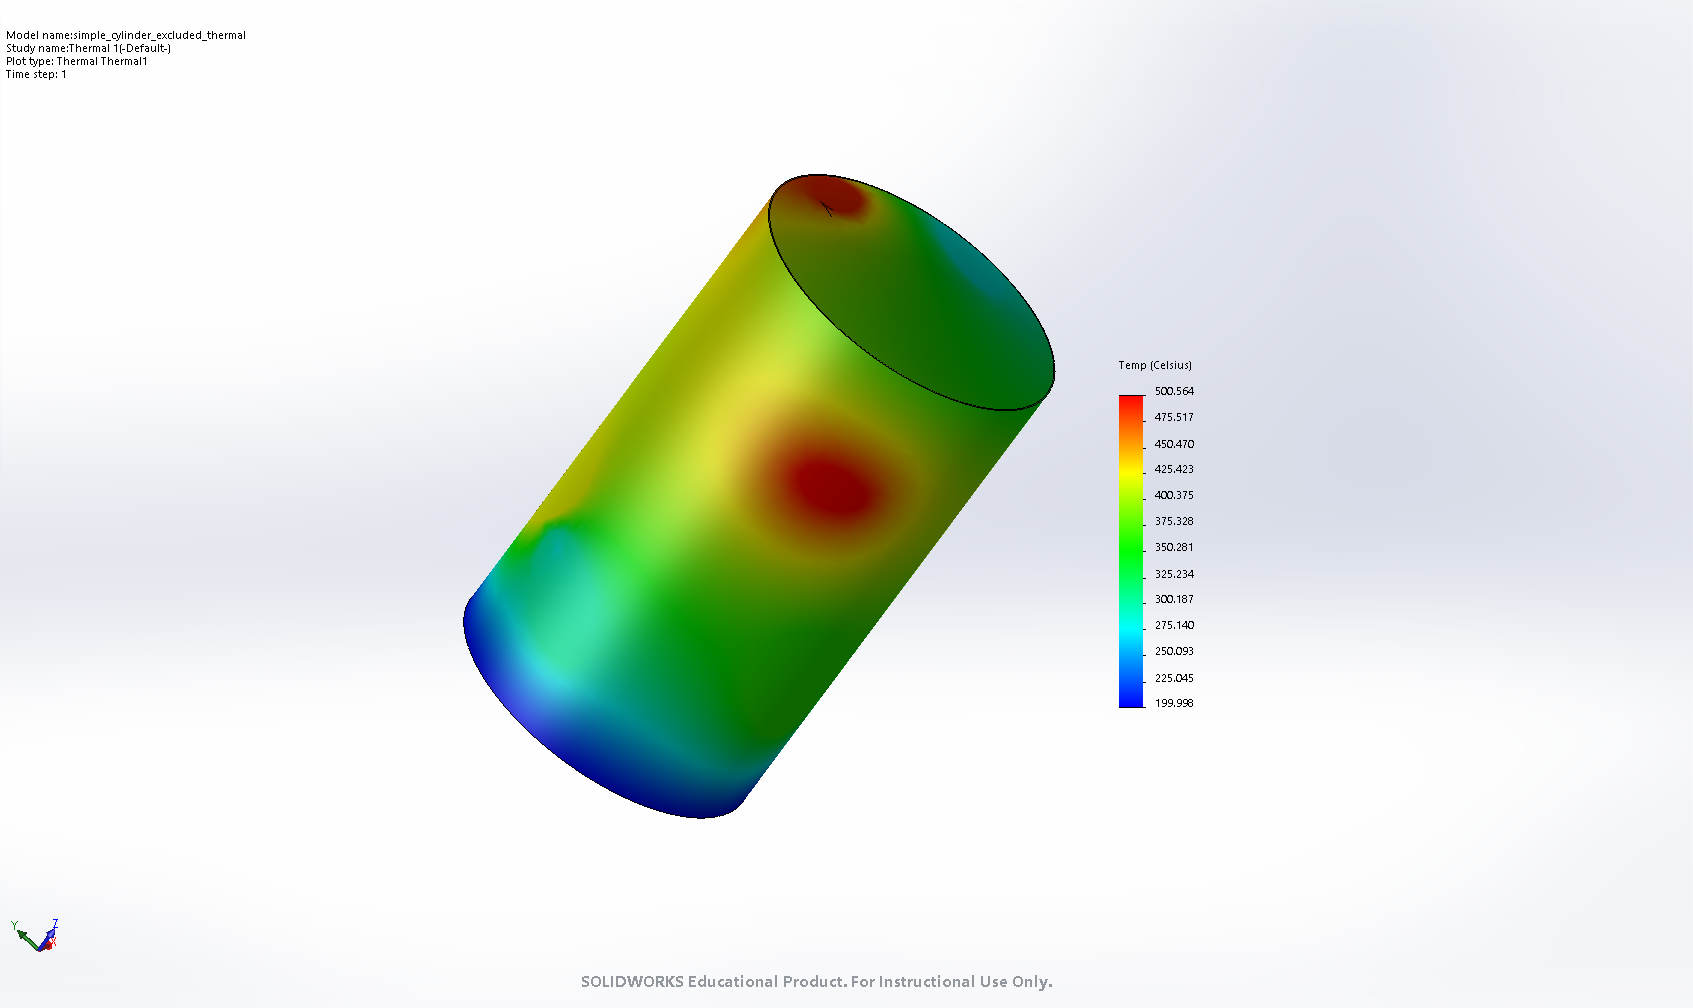 Model name:simple_cylinder_excluded_thermal
Study name:Thermal 1(-Default-)
Plot type: Thermal Thermal1
Time step: 1
Temp (Celsius)
500.564
475.517
450.470
425.423
400.375
375.328
350.281
325.234
300.187
275.140
250.093
225.045
199.998
Y
Z
X
SOLIDWORKS Educational Product. For Instructional Use Only.